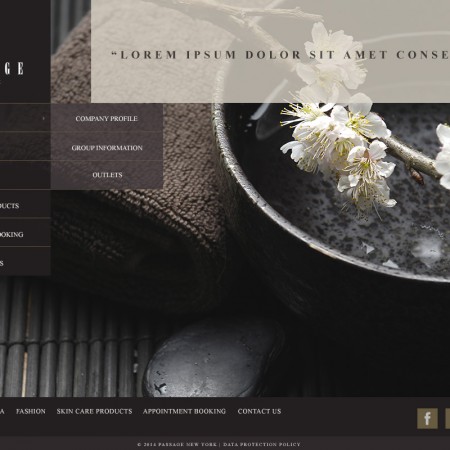 “LOREM IPSUM DOLOR SIT AMET CONSE
GE
COMPANY PROFILE
GROUP INFORMATION
OUTLETS
DUCTS
OOKING
S
A FASHION SKIN CARE PRODUCTS APPOINTMENT BOOKING CONTACT US
f
© 2014 PASSAGE NEW YORK | DATA PROTECTION POLICY